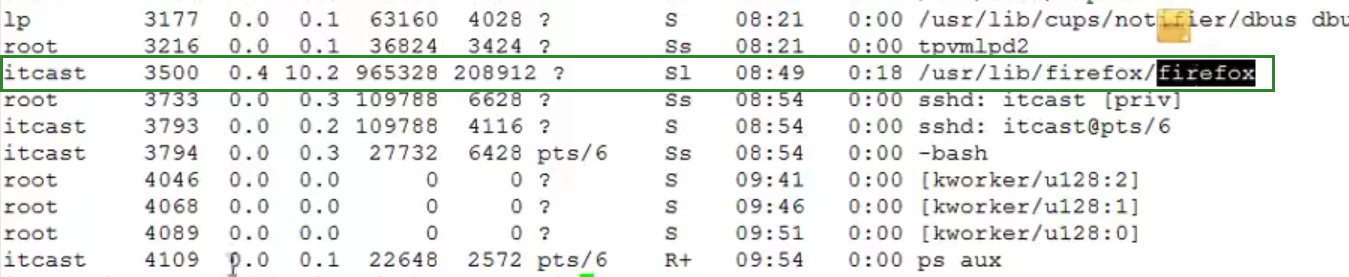 lp 3177 0.0 0.1 63160 4028 ? S 08:21 0:00 /usr/lib/cups/notifier/dbus
root 3216 0.0 0.1 36824 3424 ? Ss 08:21 0:00 tpvmlpd2
itcast 3500 0.4 10.2 965328 208912 ? Sl 08:49 0:18 /usr/lib/firefox/firefox
root 3733 0.0 0.3 109788 6628 ? Ss 08:54 0:00 sshd: itcast [priv]
itcast 3793 0.0 0.2 109788 4116 ? S 08:54 0:00 sshd: itcast@pts/6
itcast 3794 0.0 0.3 27732 6428 pts/6 Ss 08:54 0:00 -bash
root 4046 0.0 0.0 0 0 ? S 09:41 0:00 [kworker/u128:2]
root 4068 0.0 0.0 0 0 ? S 09:46 0:00 [kworker/u128:1]
root 4089 0.0 0.0 0 0 ? S 09:51 0:00 [kworker/u128:0]
itcast 4109 0.0 0.1 22648 2572 pts/6 R+ 09:54 0:00 ps aux